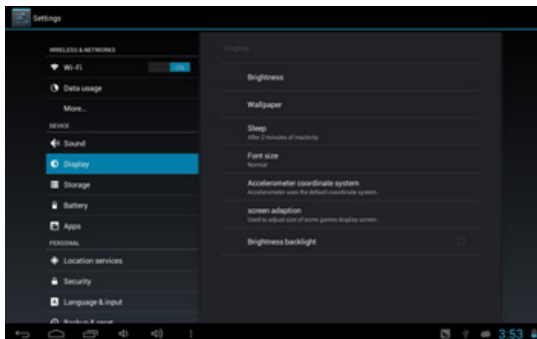 Settings
WIRELESS & NETWORKS
Wi-Fi
ON
Data usage
More...
DEVICE
Sound
Display
Storage
Battery
Apps
PERSONAL
Location services
Security
Language & input
Backup & reset
Display
Brightness
Wallpaper
Sleep
After 2 minutes of inactivity
Font size
Normal
Accelerometer coordinate system
Accelerometer uses the default coordinate system.
screen adaption
Used to adjust size of some games display screen.
Brightness backlight
3:53